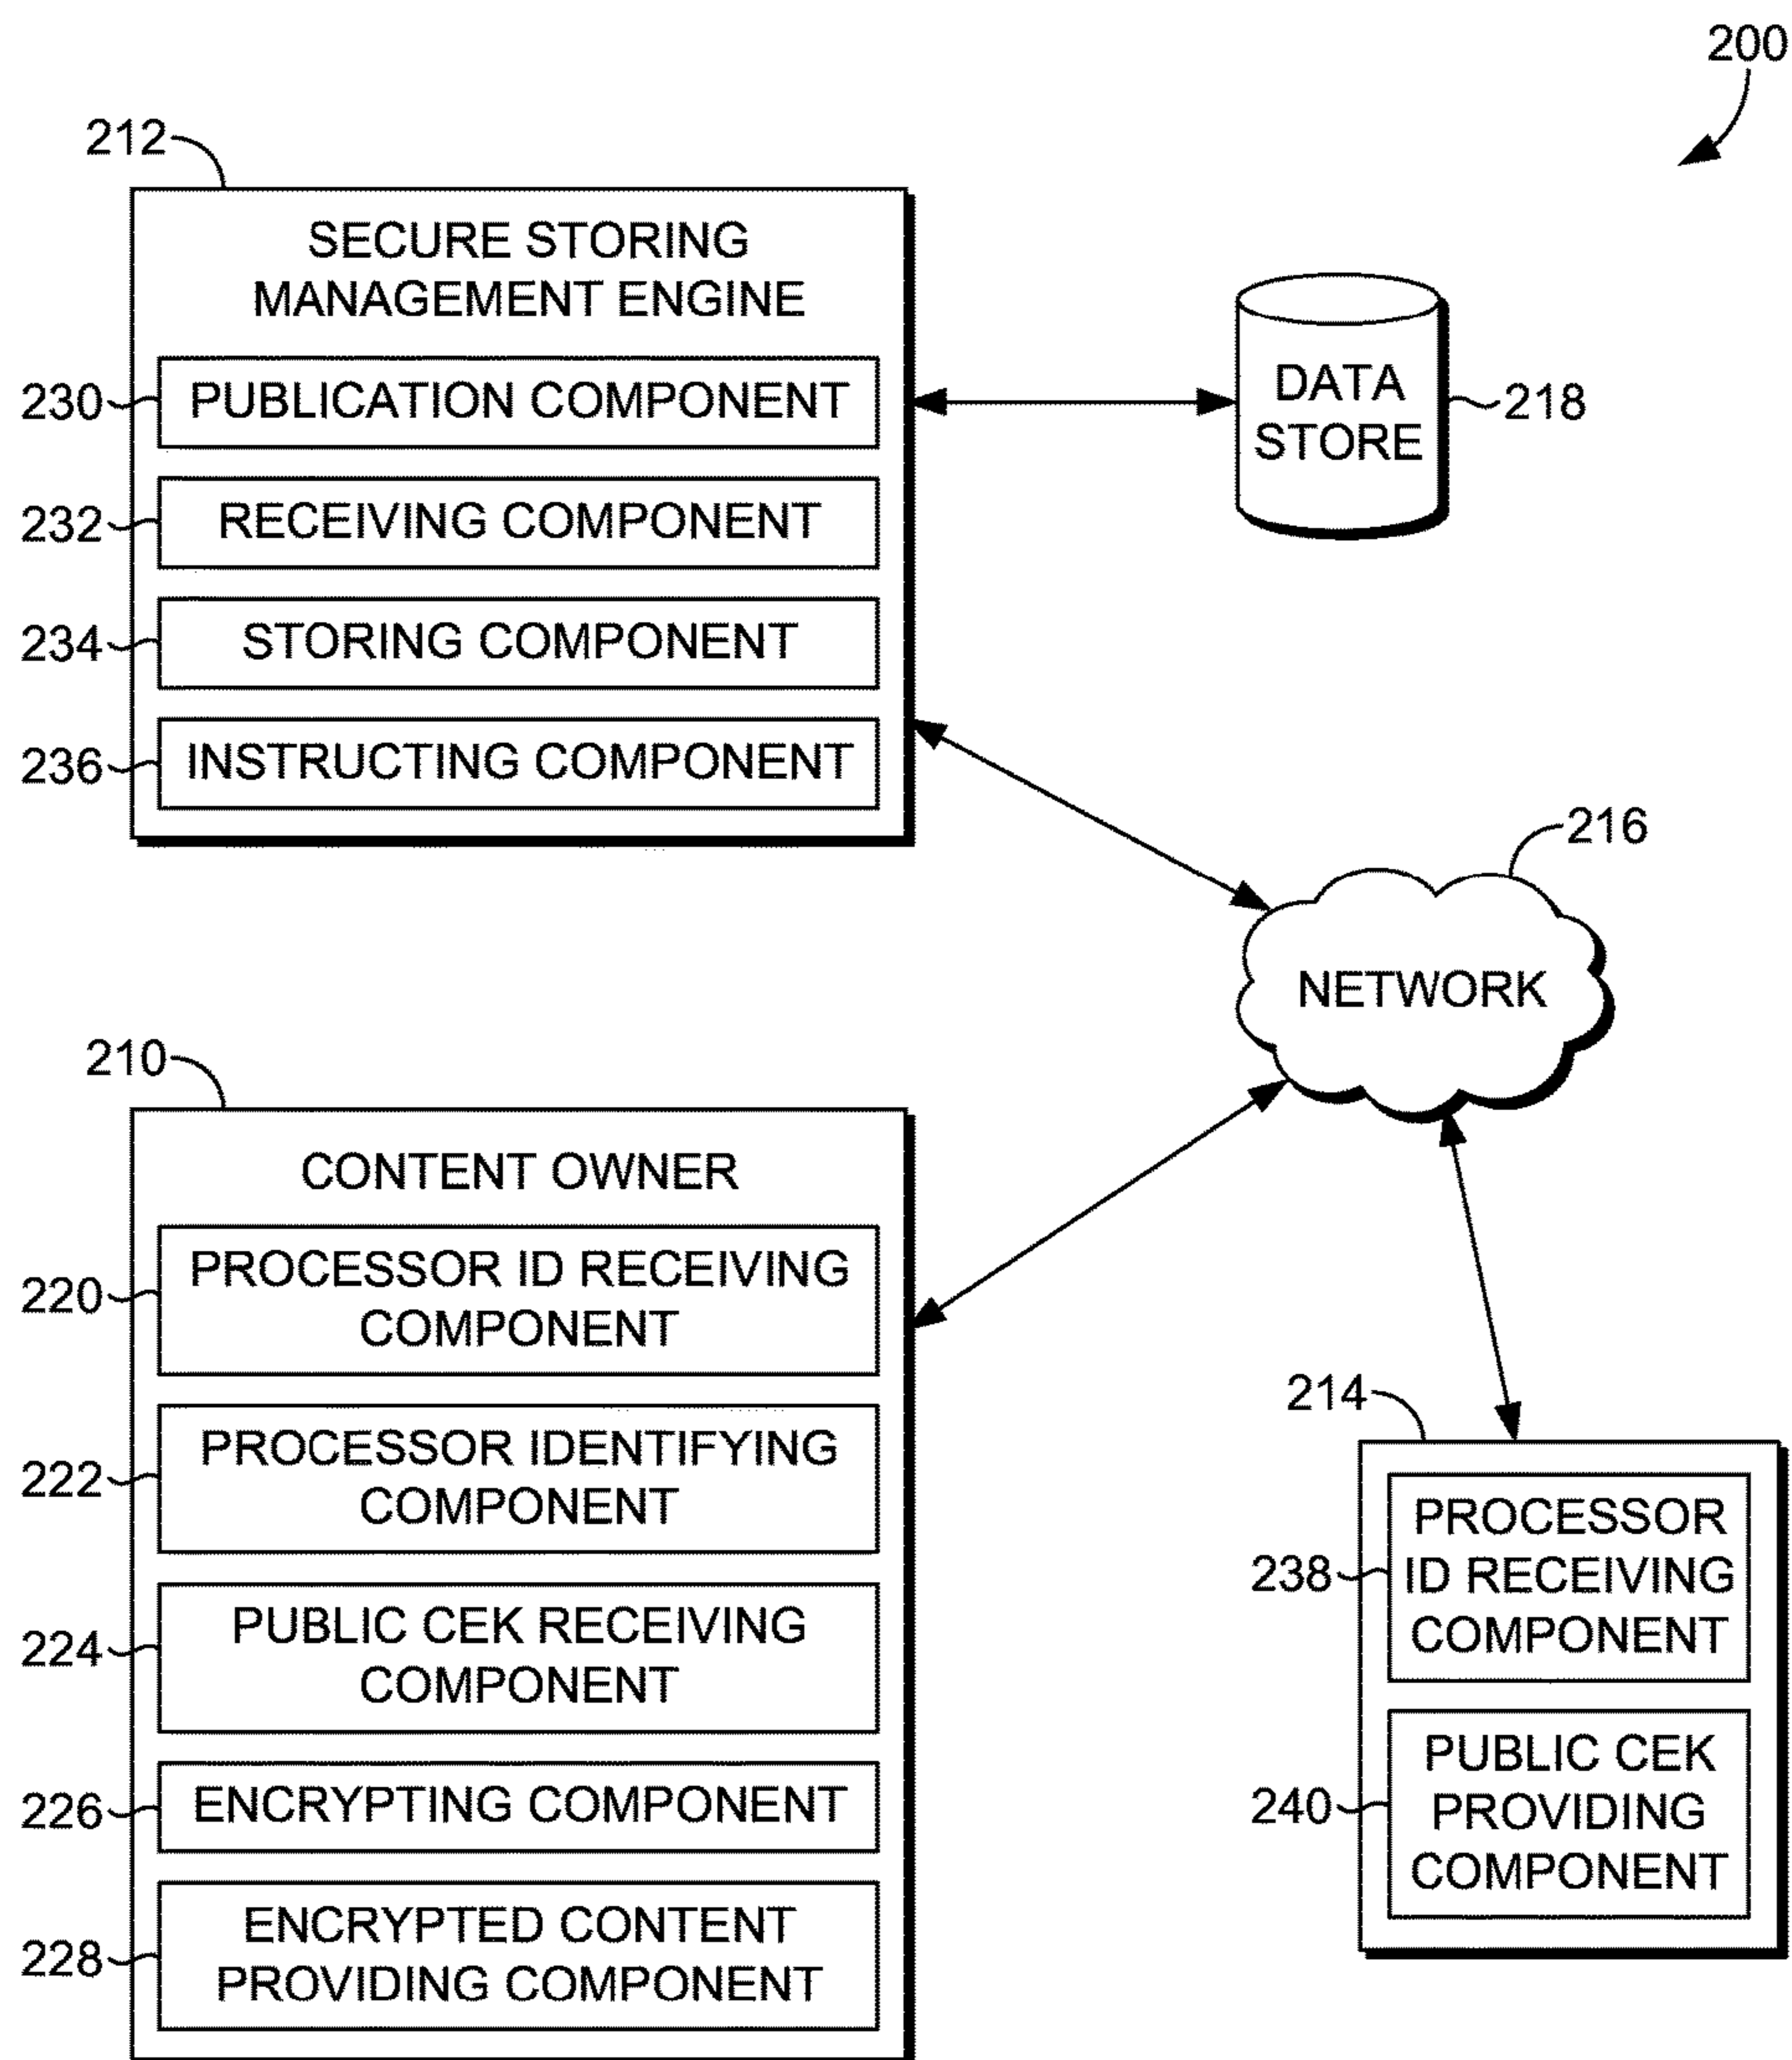 200
212
SECURE STORING
MANAGEMENT ENGINE
230
PUBLICATION COMPONENT
232
RECEIVING COMPONENT
234
STORING COMPONENT
236
INSTRUCTING COMPONENT
DATA
STORE
218
216
NETWORK
210
CONTENT OWNER
220
PROCESSOR ID RECEIVING
COMPONENT
222
PROCESSOR IDENTIFYING
COMPONENT
224
PUBLIC CEK RECEIVING
COMPONENT
226
ENCRYPTING COMPONENT
228
ENCRYPTED CONTENT
PROVIDING COMPONENT
214
238
PROCESSOR
ID RECEIVING
COMPONENT
240
PUBLIC CEK
PROVIDING
COMPONENT